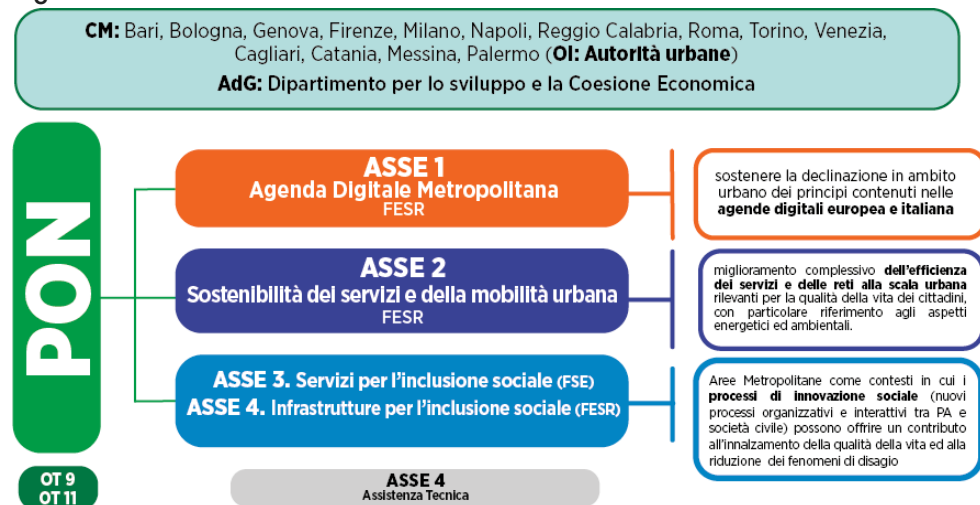 CM: Bari, Bologna, Genova, Firenze, Milano, Napoli, Reggio Calabria, Roma, Torino, Venezia,
Cagliari, Catania, Messina, Palermo (OI: Autorità urbane)
AdG: Dipartimento per lo sviluppo e la Coesione Economica
PON
ASSE 1
Agenda Digitale Metropolitana
FESR
sostenere la declinazione in ambito
urbano dei principi contenuti nelle
agende digitali europea e italiana
ASSE 2
Sostenibilità dei servizi e della mobilità urbana
FESR
miglioramento complessivo dell'efficienza
dei servizi e delle reti alla scala urbana
rilevanti per la qualità della vita dei cittadini,
con particolare riferimento agli aspetti
energetici ed ambientali.
ASSE 3. Servizi per l'inclusione sociale (FSE)
ASSE 4. Infrastrutture per l'inclusione sociale (FESR)
Aree Metropolitane come contesti in cui i
processi di innovazione sociale (nuovi
processi organizzativi e interattivi tra PA e
società civile) possono offrire un contributo
all'innalzamento della qualità della vita ed alla
riduzione dei fenomeni di disagio
OT 9
OT 11
ASSE 4
Assistenza Tecnica